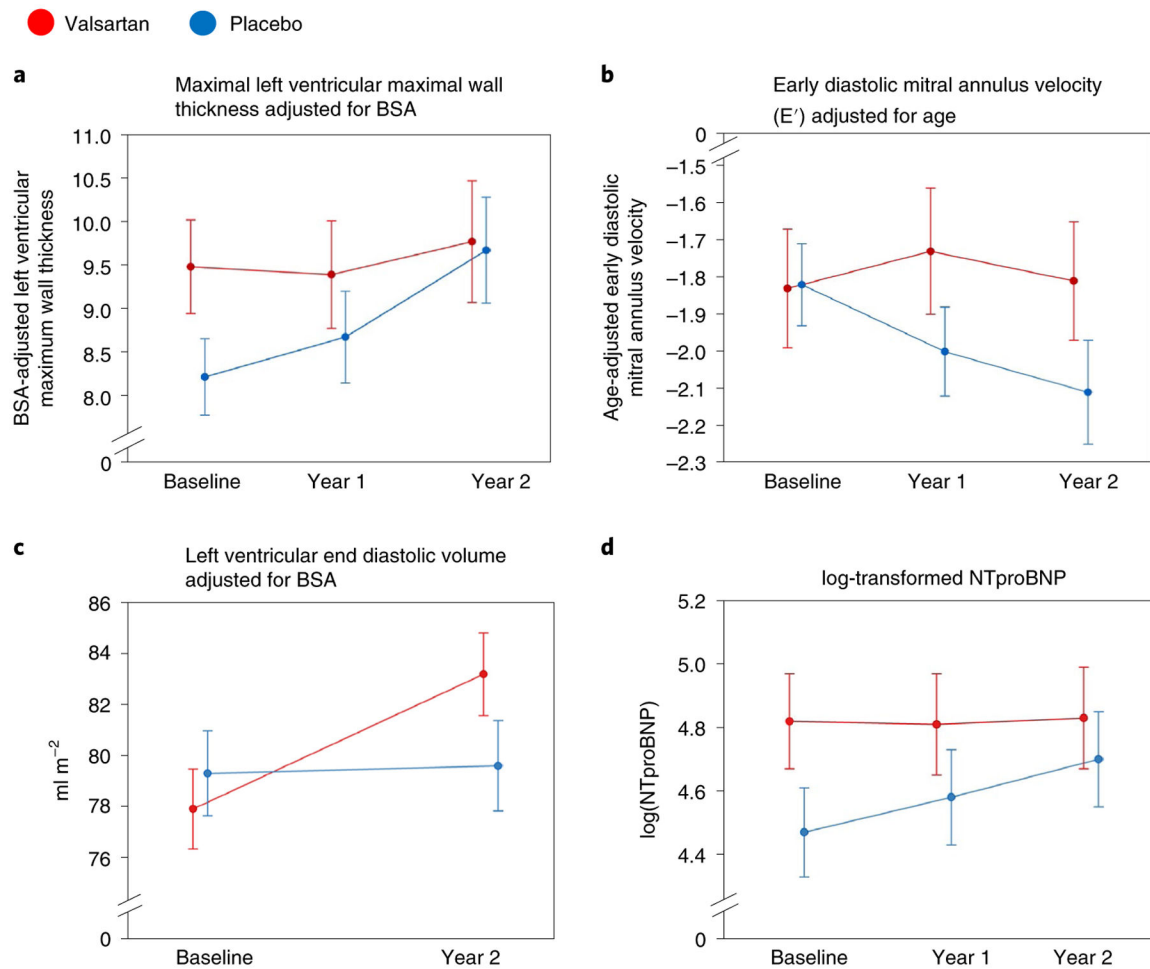 Valsartan Placebo
a
Maximal left ventricular maximal wall
thickness adjusted for BSA
BSA-adjusted left ventricular
maximum wall thickness
11.0
10.5
10.0
9.5
9.0
8.5
8.0
0
Baseline Year 1 Year 2
b
Early diastolic mitral annulus velocity
(E′) adjusted for age
Age-adjusted early diastolic
mitral annulus velocity
0
−1.5
−1.6
−1.7
−1.8
−1.9
−2.0
−2.1
−2.2
−2.3
Baseline Year 1 Year 2
c
Left ventricular end diastolic volume
adjusted for BSA
ml m⁻²
86
84
82
80
78
76
0
Baseline Year 2
d
log-transformed NTproBNP
log(NTproBNP)
5.2
5.0
4.8
4.6
4.4
0
Baseline Year 1 Year 2